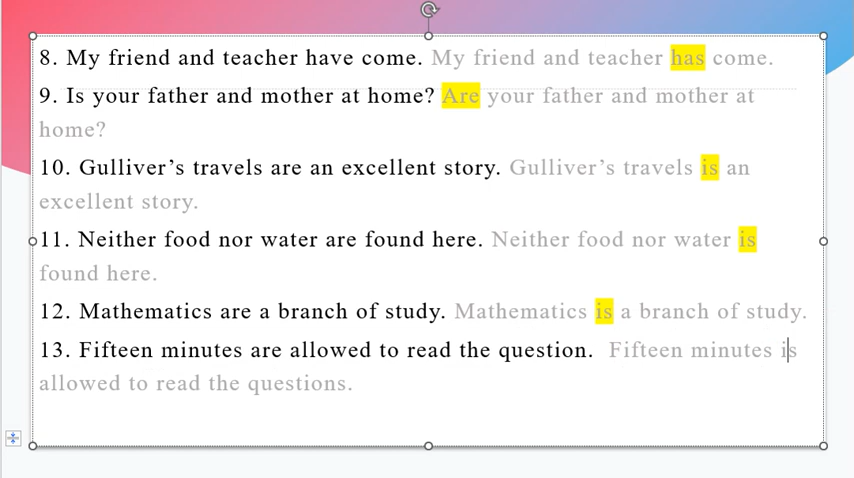 8. My friend and teacher have come. My friend and teacher has come.
9. Is your father and mother at home? Are your father and mother at
home?
10. Gulliver’s travels are an excellent story. Gulliver’s travels is an
excellent story.
11. Neither food nor water are found here. Neither food nor water is
found here.
12. Mathematics are a branch of study. Mathematics is a branch of study.
13. Fifteen minutes are allowed to read the question. Fifteen minutes is
allowed to read the questions.